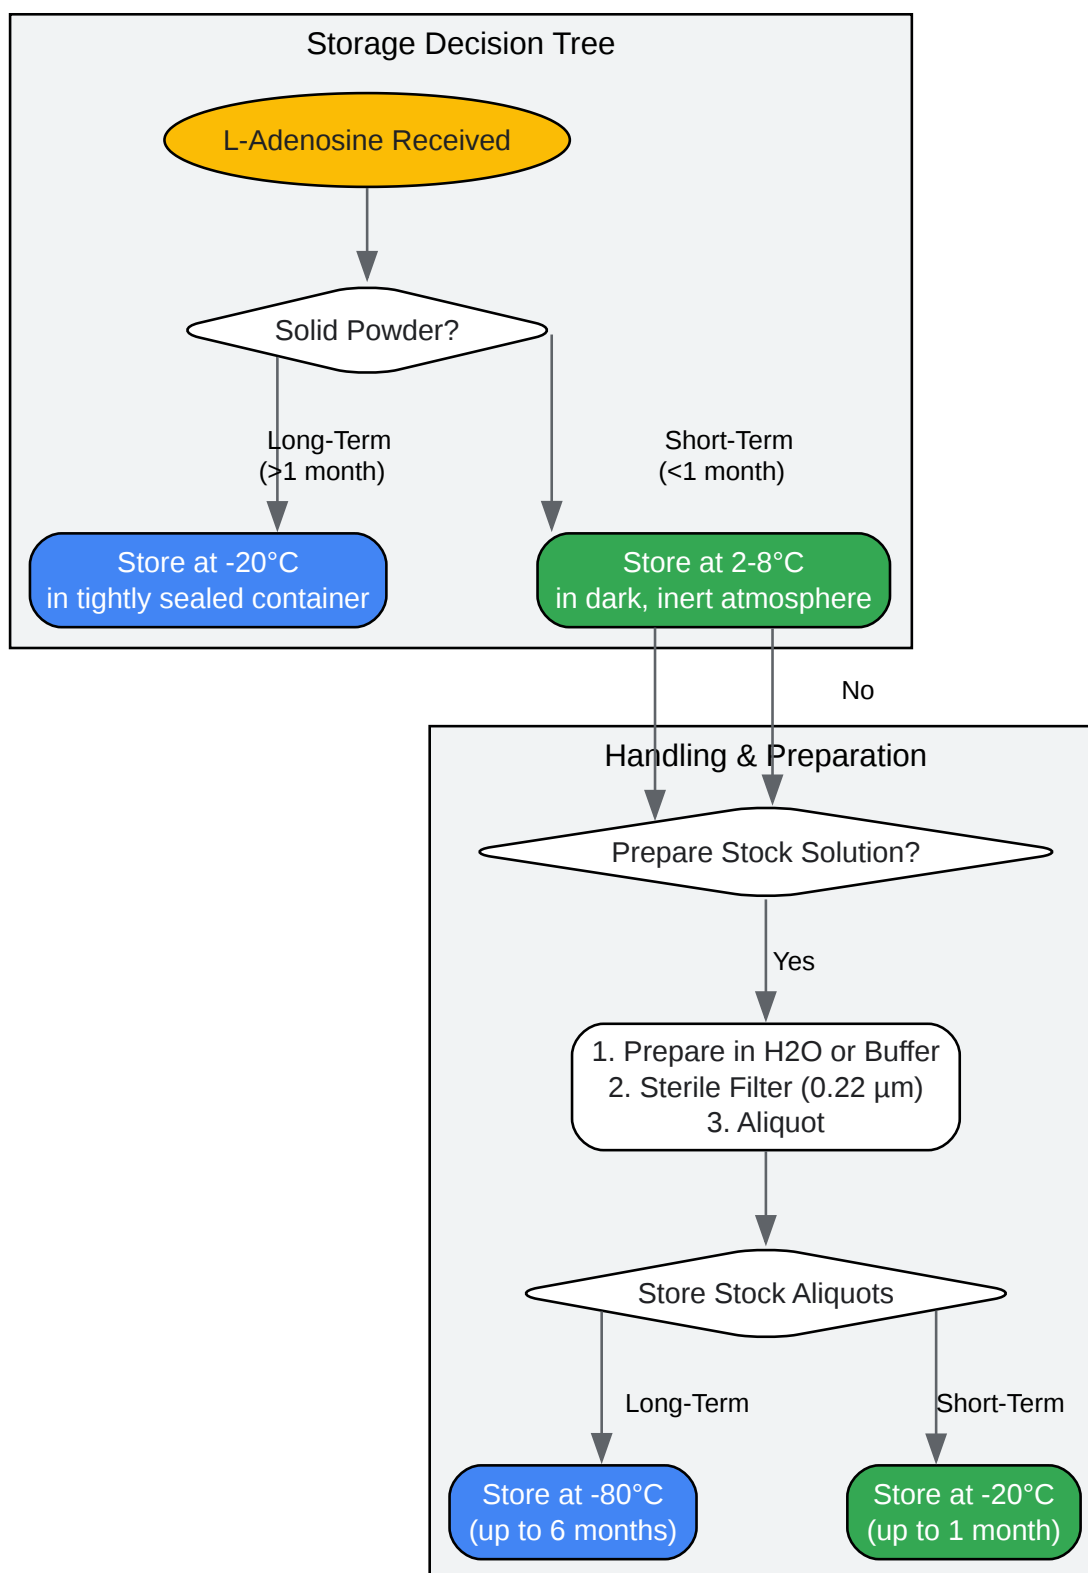 Storage Decision Tree
L-Adenosine Received
Solid Powder?
Long-Term
(>1 month)
Short-Term
(<1 month)
Store at -20°C
in tightly sealed container
Store at 2-8°C
in dark, inert atmosphere
No
Handling & Preparation
Prepare Stock Solution?
Yes
1. Prepare in H2O or Buffer
2. Sterile Filter (0.22 µm)
3. Aliquot
Store Stock Aliquots
Long-Term
Short-Term
Store at -80°C
(up to 6 months)
Store at -20°C
(up to 1 month)